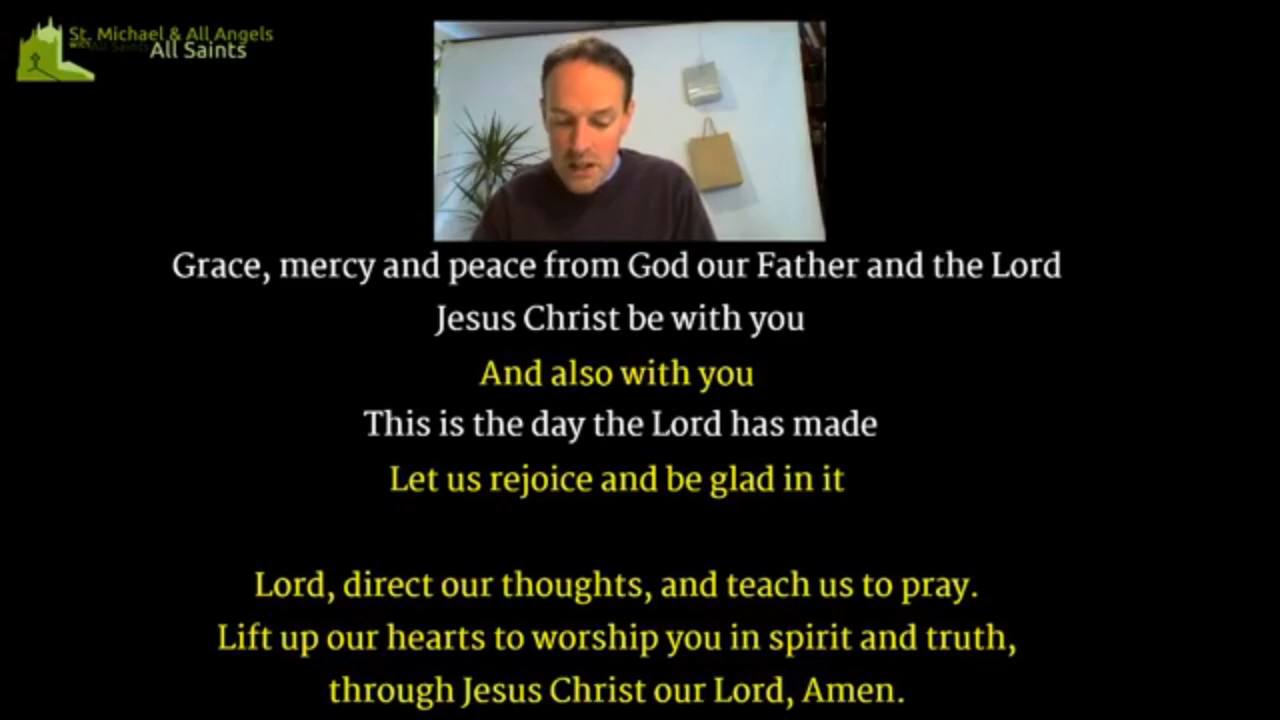 St. Michael & All Angels
with All Saints
All Saints
Grace, mercy and peace from God our Father and the Lord
Jesus Christ be with you
And also with you
This is the day the Lord has made
Let us rejoice and be glad in it
Lord, direct our thoughts, and teach us to pray.
Lift up our hearts to worship you in spirit and truth,
through Jesus Christ our Lord, Amen.